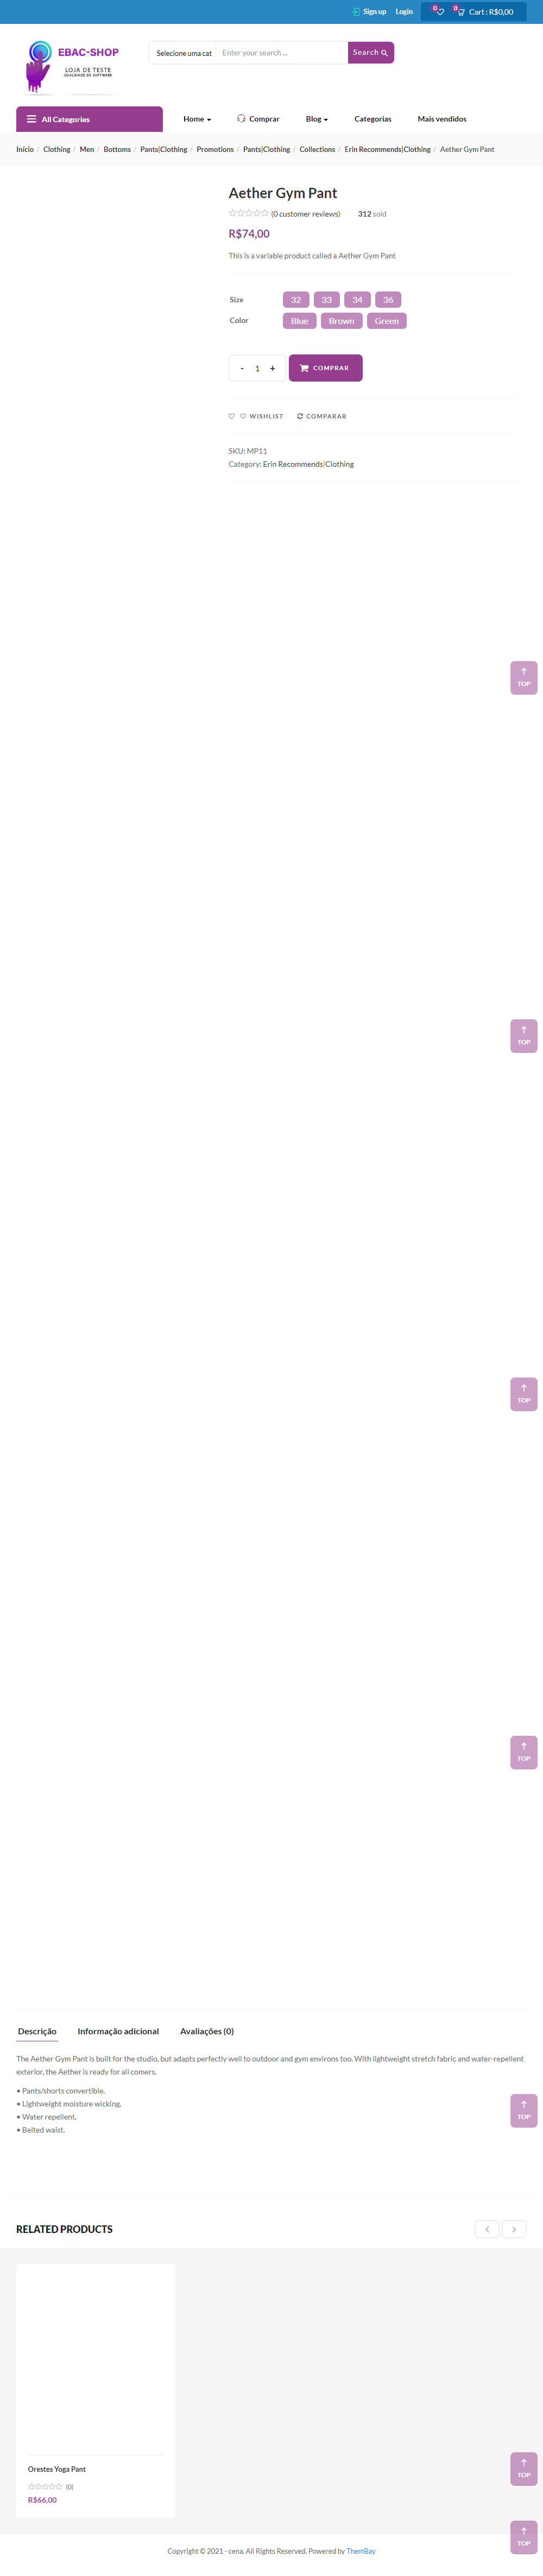 Sign up Login 0 0 Cart : R$0,00
EBAC-SHOP
LOJA DE TESTE
QUALIDADE DE SOFTWARE
Selecione uma cat Enter your search ... Search
All Categories Home Comprar Blog Categorias Mais vendidos
Início / Clothing / Men / Bottoms / Pants|Clothing / Promotions / Pants|Clothing / Collections / Erin Recommends|Clothing / Aether Gym Pant
Aether Gym Pant
(0 customer reviews) 312 sold
R$74,00
This is a variable product called a Aether Gym Pant
Size 32 33 34 36
Color Blue Brown Green
- 1 + COMPRAR
WISHLIST COMPARAR
SKU: MP11
Category: Erin Recommends|Clothing
TOP
TOP
TOP
TOP
Descrição Informação adicional Avaliações (0)
The Aether Gym Pant is built for the studio, but adapts perfectly well to outdoor and gym environs too. With lightweight stretch fabric and water-repellent
exterior, the Aether is ready for all comers.
• Pants/shorts convertible.
• Lightweight moisture wicking.
• Water repellent.
• Belted waist.
TOP
RELATED PRODUCTS
Orestes Yoga Pant
(0)
R$66,00
TOP
TOP
Copyright © 2021 - cena. All Rights Reserved. Powered by ThemBay